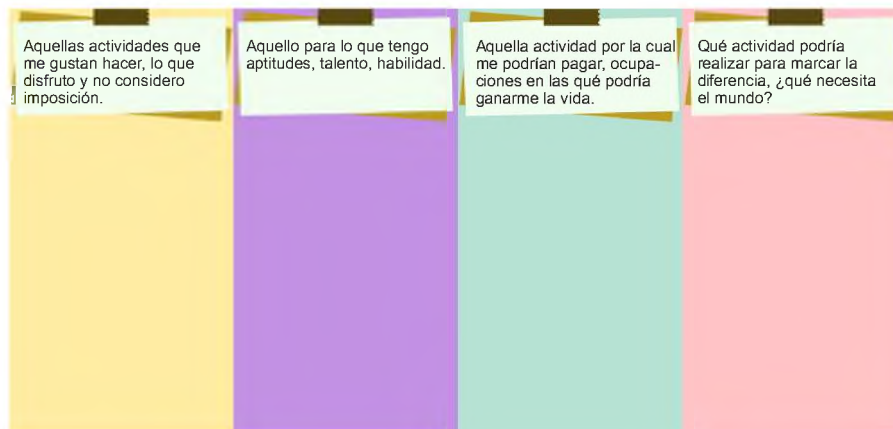 Aquellas actividades que
me gustan hacer, lo que
disfruto y no considero
imposición.
Aquello para lo que tengo
aptitudes, talento, habilidad.
Aquella actividad por la cual
me podrían pagar, ocupa-
ciones en las qué podría
ganarme la vida.
Qué actividad podría
realizar para marcar la
diferencia, ¿qué necesita
el mundo?